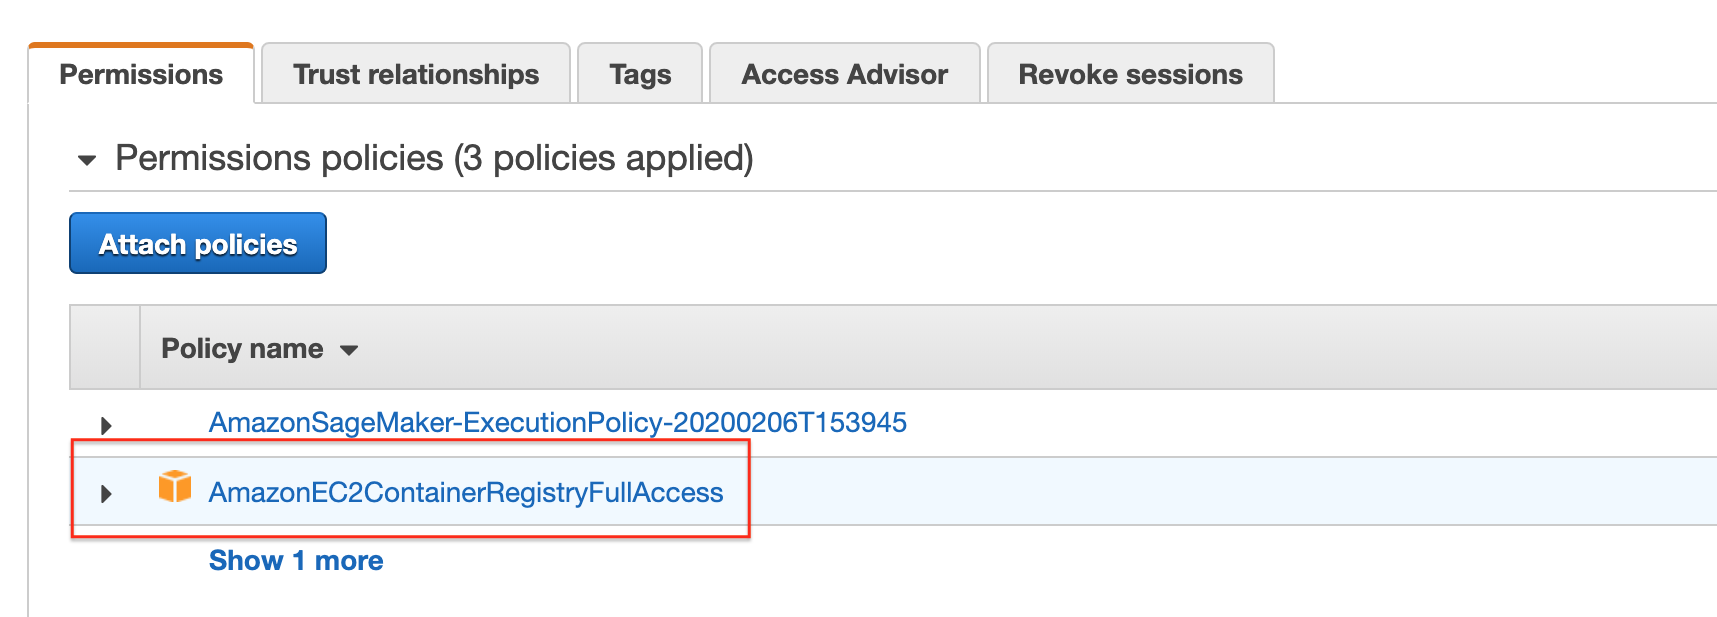 Permissions Trust relationships Tags Access Advisor Revoke sessions
Permissions policies (3 policies applied)
Attach policies
Policy name
AmazonSageMaker-ExecutionPolicy-20200206T153945
AmazonEC2ContainerRegistryFullAccess
Show 1 more